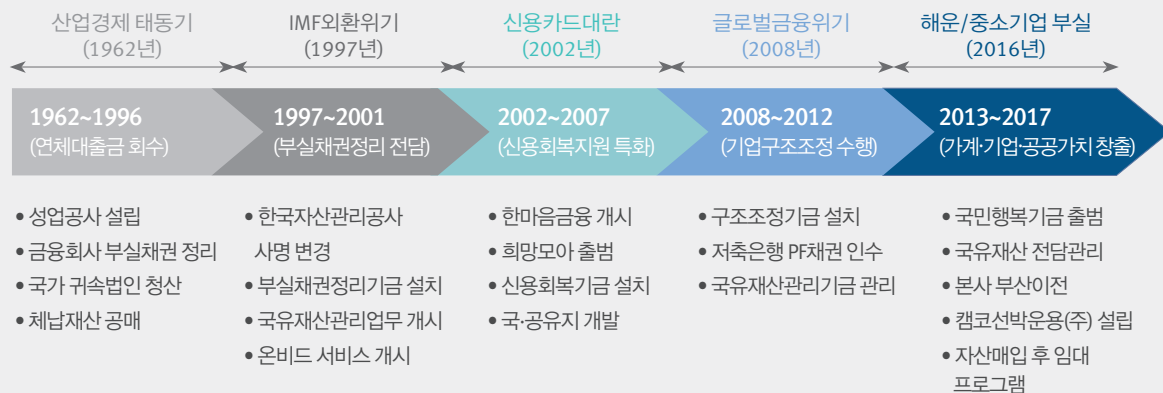 산업경제 태동기
(1962년)
IMF외환위기
(1997년)
신용카드대란
(2002년)
글로벌금융위기
(2008년)
해운/중소기업 부실
(2016년)
1962~1996
(연체대출금 회수)
1997~2001
(부실채권정리 전담)
2002~2007
(신용회복지원 특화)
2008~2012
(기업구조조정 수행)
2013~2017
(가계·기업·공공가치 창출)
• 성업공사 설립
• 금융회사 부실채권 정리
• 국가 귀속법인 청산
• 체납재산 공매
• 한국자산관리공사
사명 변경
• 부실채권정리기금 설치
• 국유재산관리업무 개시
• 온비드 서비스 개시
• 한마음금융 개시
• 희망모아 출범
• 신용회복기금 설치
• 국·공유지 개발
• 구조조정기금 설치
• 저축은행 PF채권 인수
• 국유재산관리기금 관리
• 국민행복기금 출범
• 국유재산 전담관리
• 본사 부산이전
• 캠코선박운용(주) 설립
• 자산매입 후 임대
프로그램